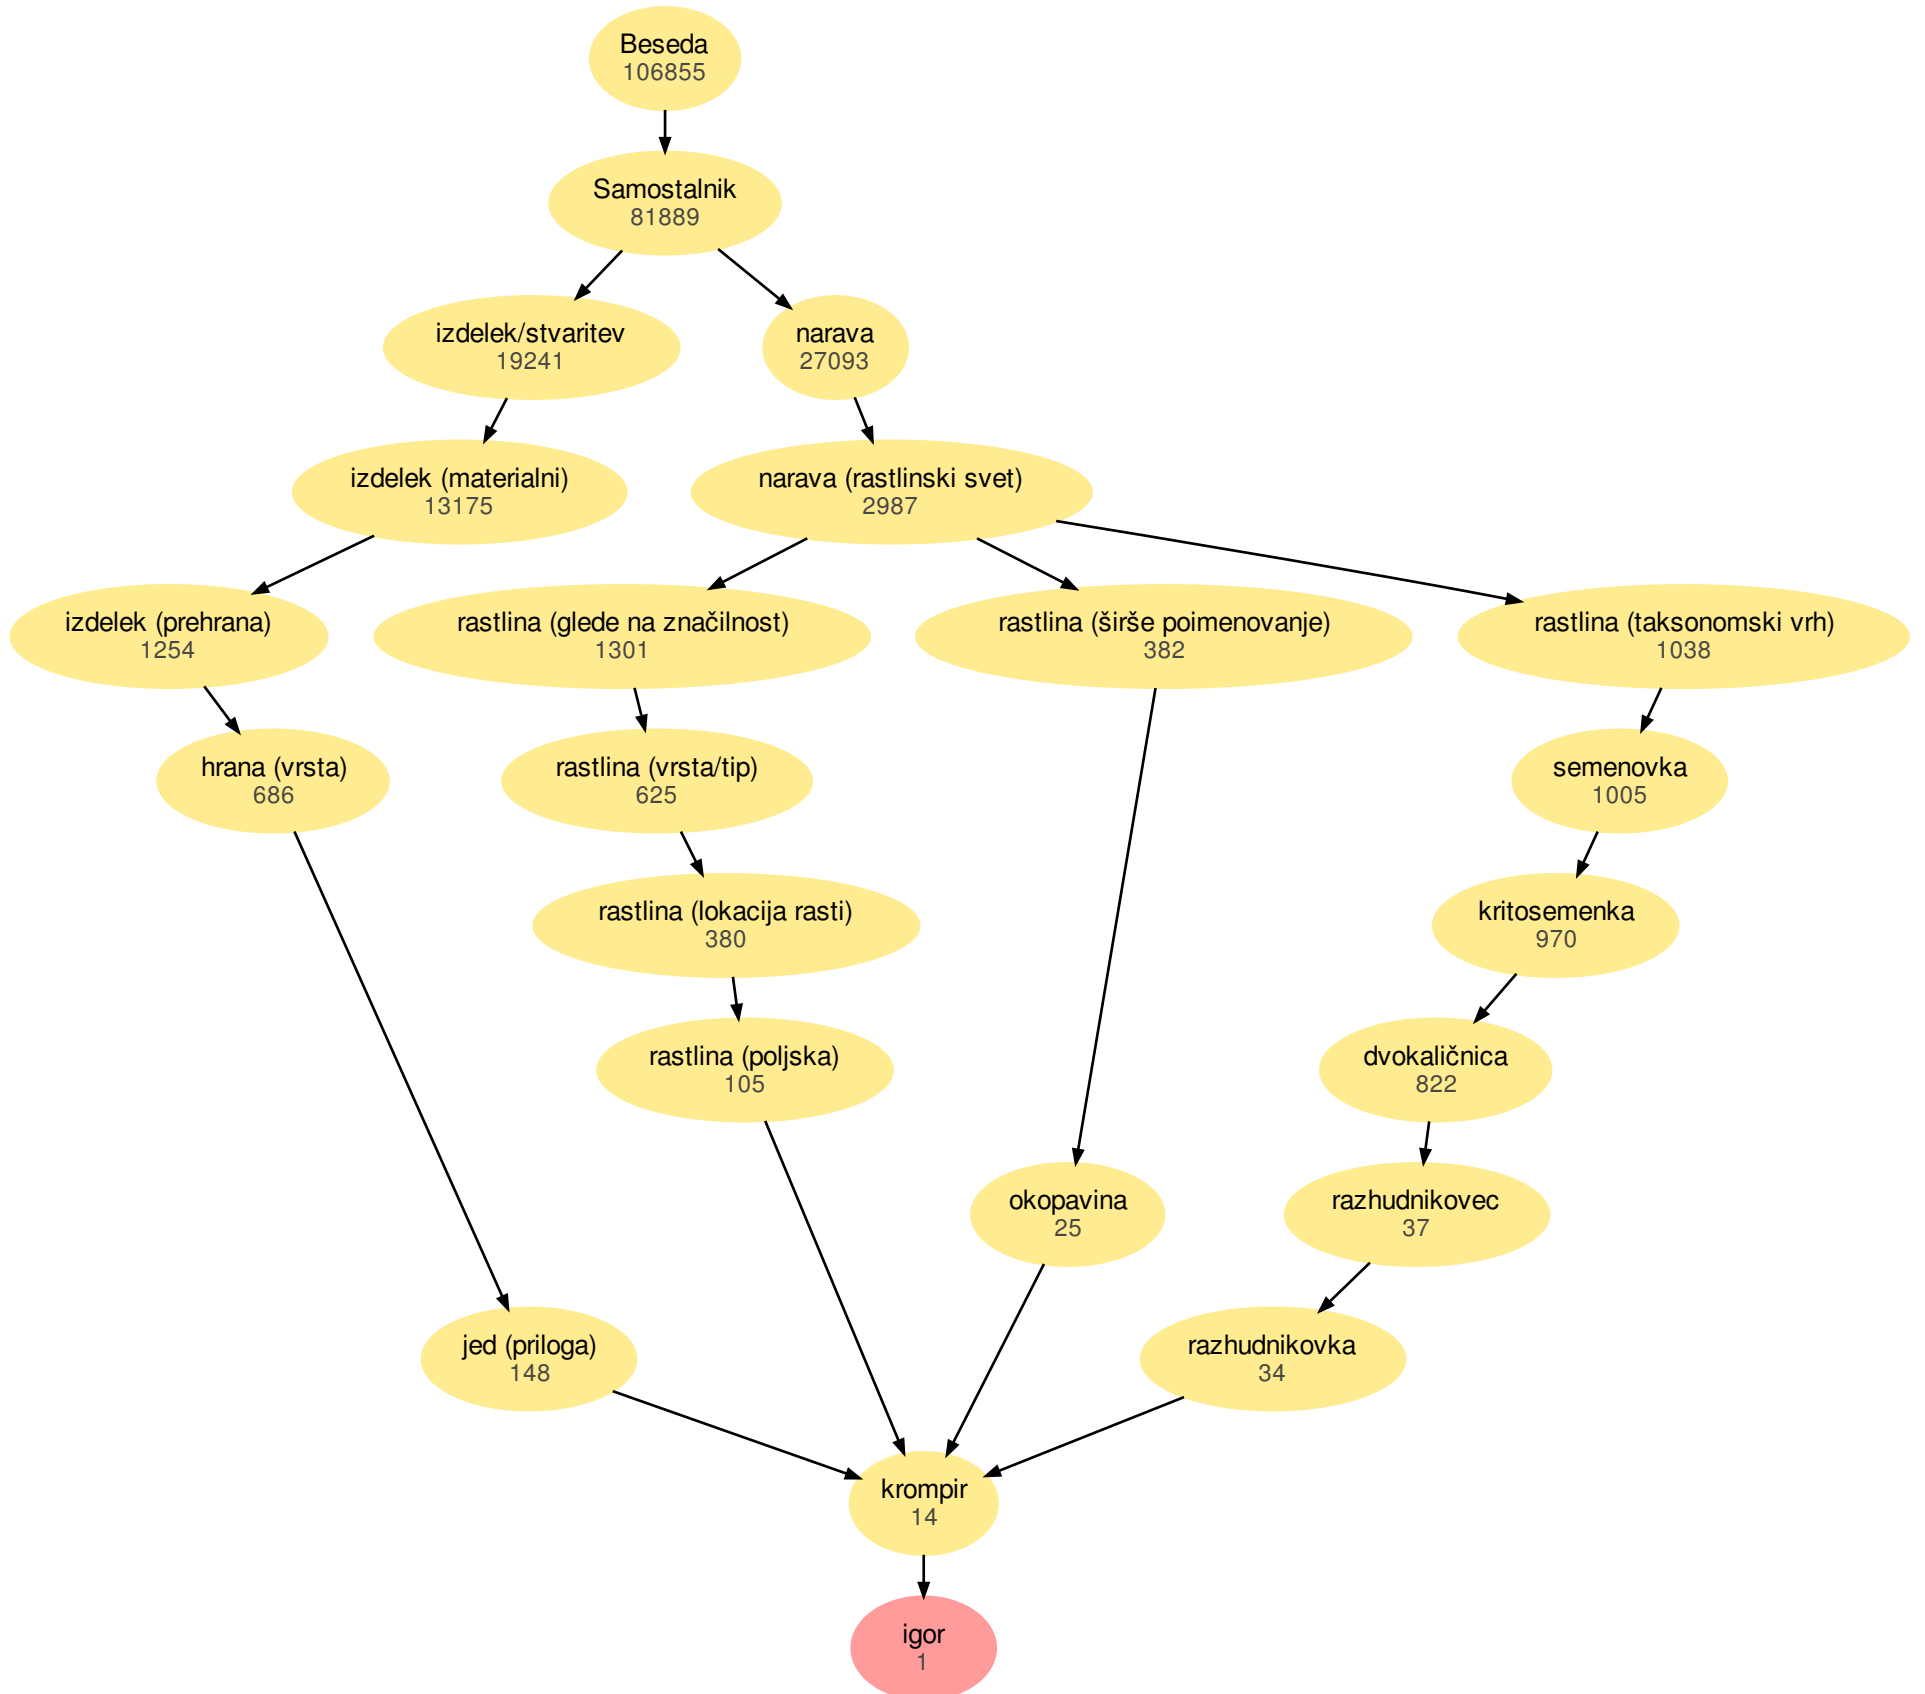 Beseda
106855
Samostalnik
81889
izdelek/stvaritev
19241
narava
27093
izdelek (materialni)
13175
narava (rastlinski svet)
2987
izdelek (prehrana)
1254
rastlina (glede na značilnost)
1301
rastlina (širše poimenovanje)
382
rastlina (taksonomski vrh)
1038
hrana (vrsta)
686
rastlina (vrsta/tip)
625
semenovka
1005
rastlina (lokacija rasti)
380
kritosemenka
970
rastlina (poljska)
105
dvokaličnica
822
okopavina
25
razhudnikovec
37
jed (priloga)
148
razhudnikovka
34
krompir
14
igor
1